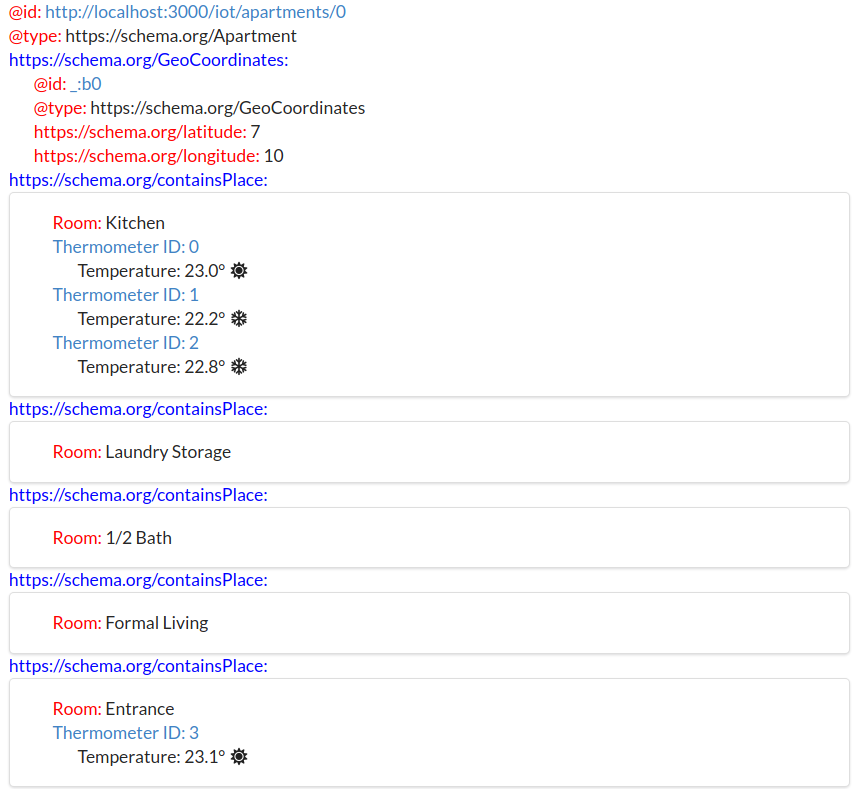 @id: http://localhost:3000/iot/apartments/0
@type: https://schema.org/Apartment
https://schema.org/GeoCoordinates:
@id: _:b0
@type: https://schema.org/GeoCoordinates
https://schema.org/latitude: 7
https://schema.org/longitude: 10
https://schema.org/containsPlace:
Room: Kitchen
Thermometer ID: 0
Temperature: 23.0°
Thermometer ID: 1
Temperature: 22.2°
Thermometer ID: 2
Temperature: 22.8°
https://schema.org/containsPlace:
Room: Laundry Storage
https://schema.org/containsPlace:
Room: 1/2 Bath
https://schema.org/containsPlace:
Room: Formal Living
https://schema.org/containsPlace:
Room: Entrance
Thermometer ID: 3
Temperature: 23.1°